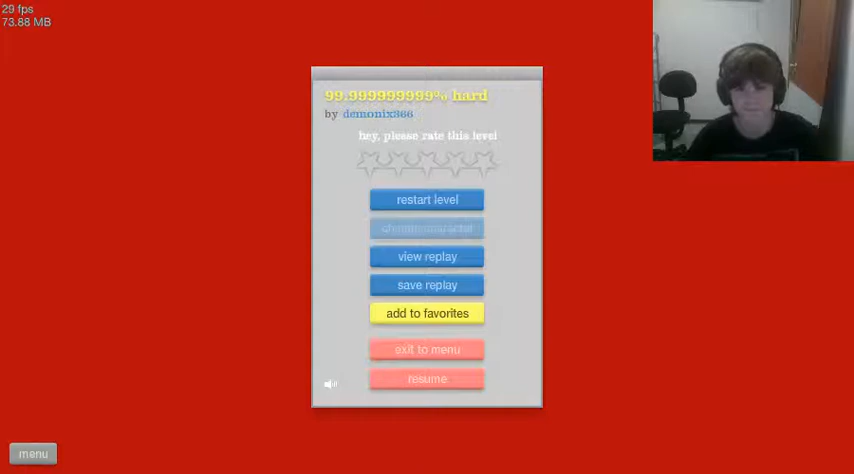 29 fps
73.88 MB
99.999999999% hard
by demonix366
hey, please rate this level
restart level
view replay
save replay
add to favorites
exit to menu
resume
menu